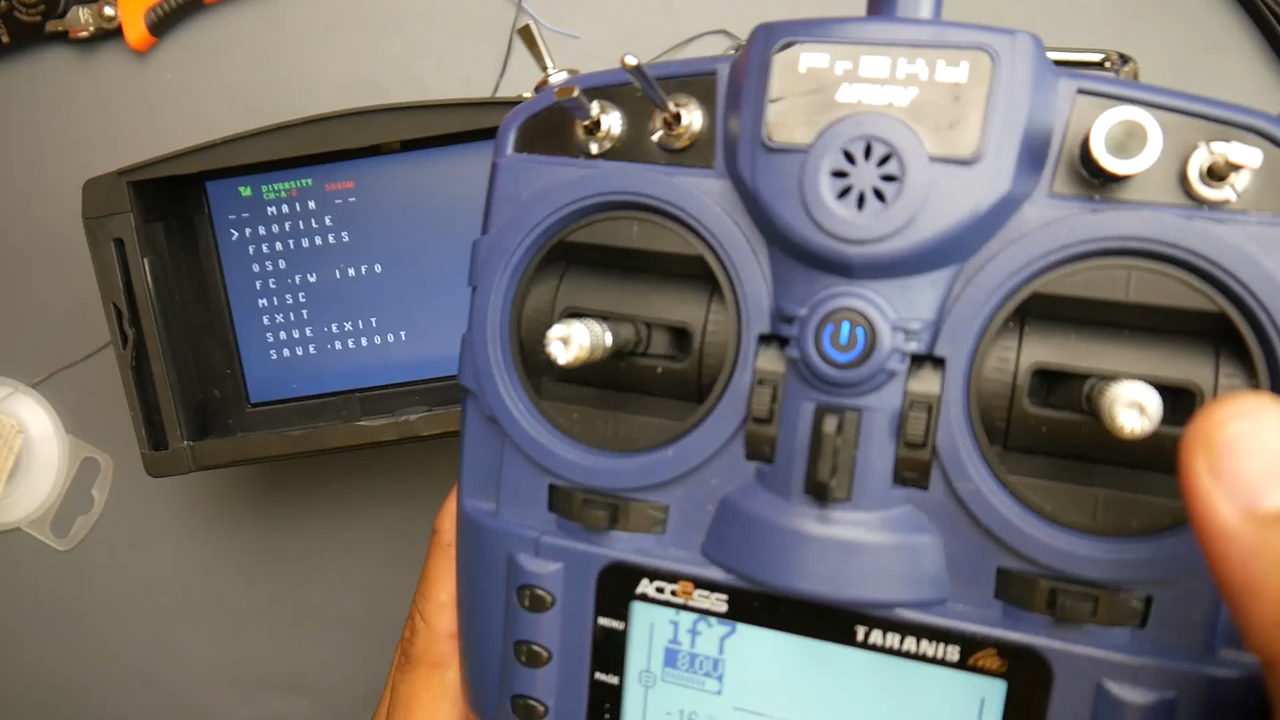 DIVERSITY
CH-A-
-- MAIN --
>PROFILE
FEATURES
OSD
FC·FW INFO
MISC
EXIT
SAVE·EXIT
SAVE·REBOOT
FrSKY
ACCESS
TARANIS
MENU
PAGE
if7
8.0V